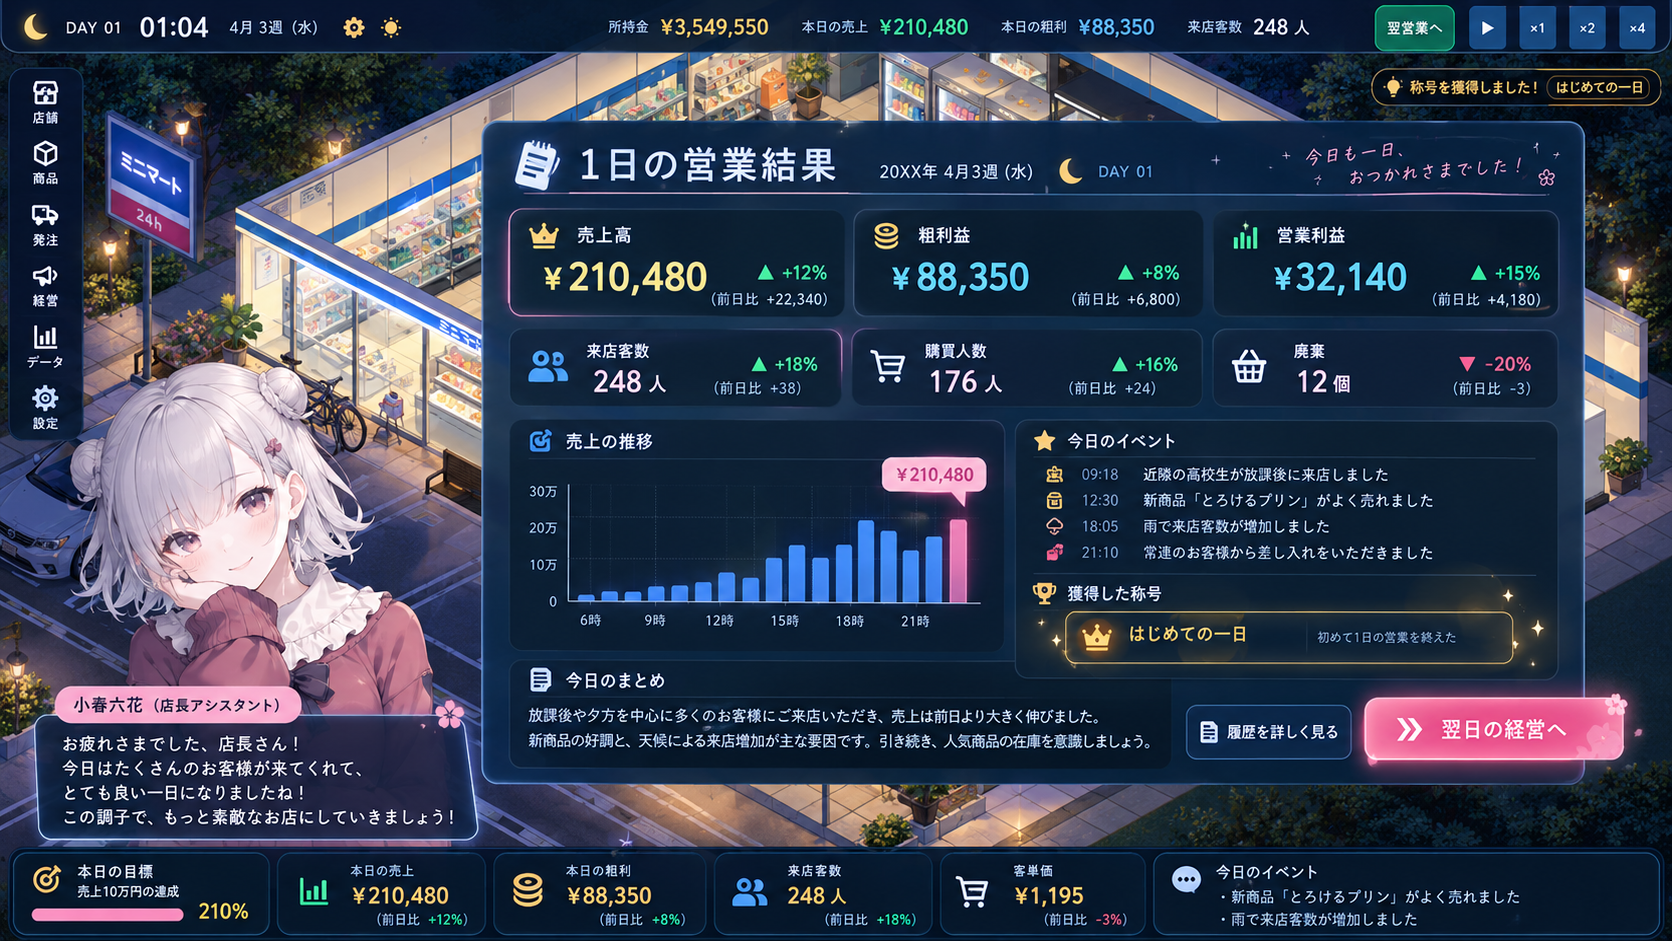 DAY 01
01:04
4月 3週 (水)
所持金 ¥3,549,550
本日の売上 ¥210,480
本日の粗利 ¥88,350
来店客数 248 人
翌営業へ
×1
×2
×4
称号を獲得しました！ はじめての一日
店舗
商品
発注
経営
データ
設定
ミニマート
24h
ミニマ
1日の営業結果
20XX年 4月3週 (水)
DAY 01
今日も一日、
おつかれさまでした！
売上高
¥210,480
▲ +12%
(前日比 +22,340)
粗利益
¥88,350
▲ +8%
(前日比 +6,800)
営業利益
¥32,140
▲ +15%
(前日比 +4,180)
来店客数
248 人
▲ +18%
(前日比 +38)
購買人数
176 人
▲ +16%
(前日比 +24)
廃棄
12 個
▼ -20%
(前日比 -3)
売上の推移
¥210,480
30万
20万
10万
0
6時 9時 12時 15時 18時 21時
今日のイベント
09:18 近隣の高校生が放課後に来店しました
12:30 新商品「とろけるプリン」がよく売れました
18:05 雨で来店客数が増加しました
21:10 常連のお客様から差し入れをいただきました
獲得した称号
はじめての一日
初めて1日の営業を終えた
今日のまとめ
放課後や夕方を中心に多くのお客様にご来店いただき、売上は前日より大きく伸びました。
新商品の好調と、天候による来店増加が主な要因です。引き続き、人気商品の在庫を意識しましょう。
履歴を詳しく見る
翌日の経営へ
小春六花（店長アシスタント）
お疲れさまでした、店長さん！
今日はたくさんのお客様が来てくれて、
とても良い一日になりましたね！
この調子で、もっと素敵なお店にしていきましょう！
本日の目標
売上10万円の達成
210%
本日の売上
¥210,480
(前日比 +12%)
本日の粗利
¥88,350
(前日比 +8%)
来店客数
248 人
(前日比 +18%)
客単価
¥1,195
(前日比 -3%)
今日のイベント
・新商品「とろけるプリン」がよく売れました
・雨で来店客数が増加しました